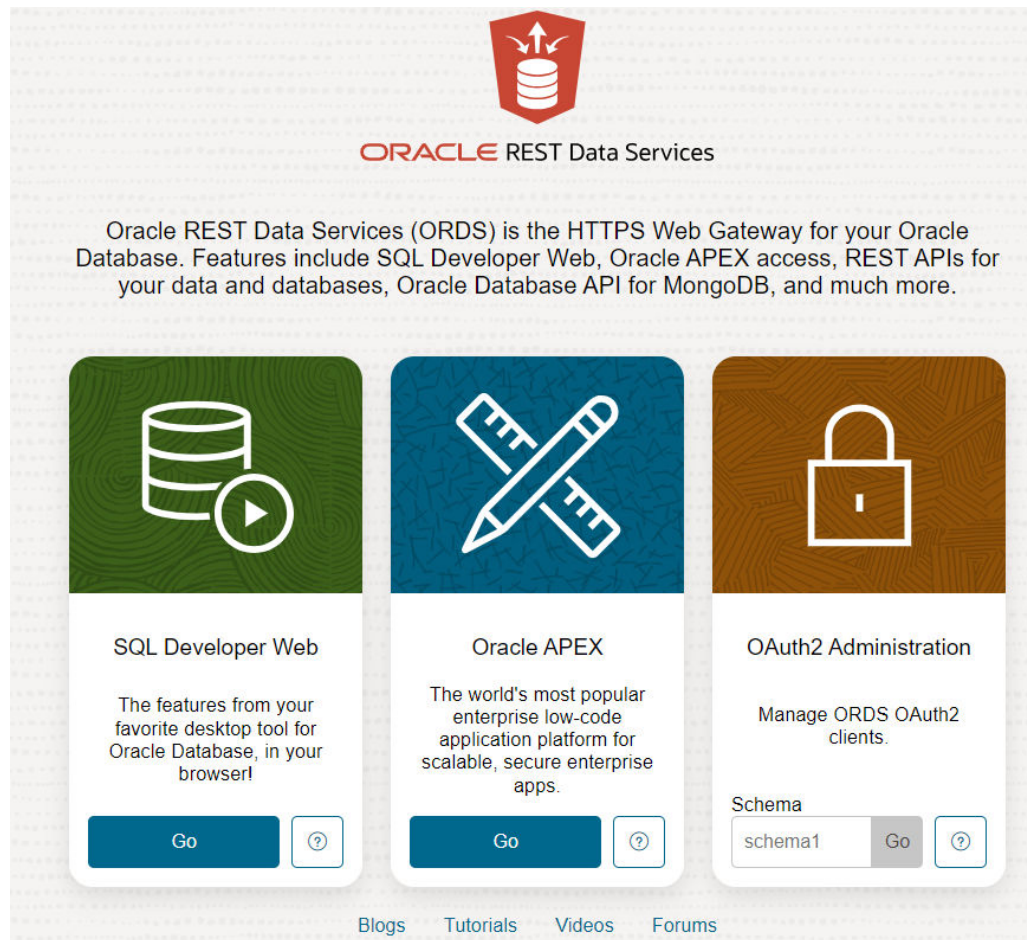 ORACLE REST Data Services
Oracle REST Data Services (ORDS) is the HTTPS Web Gateway for your Oracle
Database. Features include SQL Developer Web, Oracle APEX access, REST APIs for
your data and databases, Oracle Database API for MongoDB, and much more.
SQL Developer Web
The features from your
favorite desktop tool for
Oracle Database, in your
browser!
Go
?
Oracle APEX
The world's most popular
enterprise low-code
application platform for
scalable, secure enterprise
apps.
Go
?
OAuth2 Administration
Manage ORDS OAuth2
clients.
Schema
schema1 Go
?
Blogs Tutorials Videos Forums